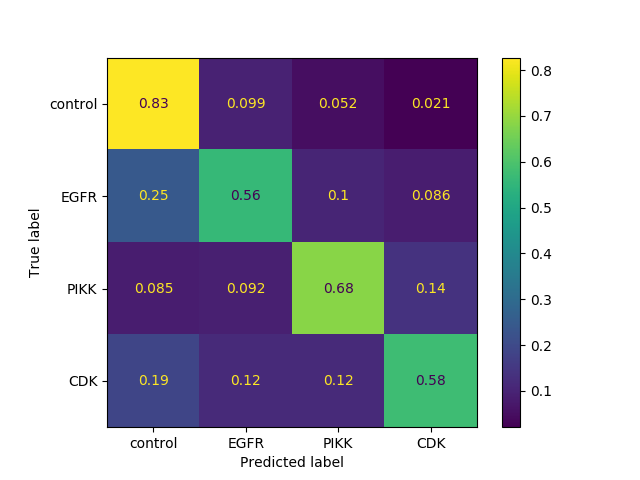 control 0.83 0.099 0.052 0.021
EGFR 0.25 0.56 0.1 0.086
PIKK 0.085 0.092 0.68 0.14
CDK 0.19 0.12 0.12 0.58
control EGFR PIKK CDK
Predicted label
True label
0.8
0.7
0.6
0.5
0.4
0.3
0.2
0.1